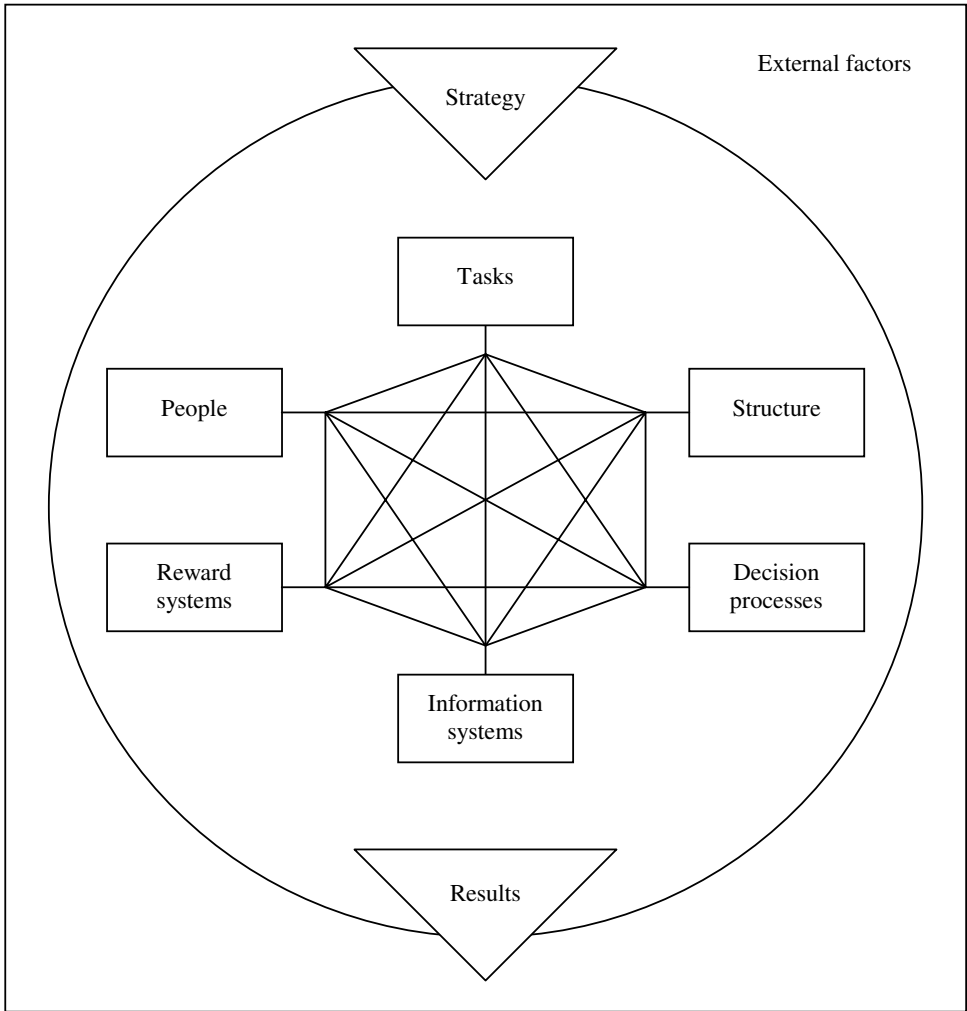 External factors
Strategy
Tasks
People
Structure
Reward
systems
Decision
processes
Information
systems
Results